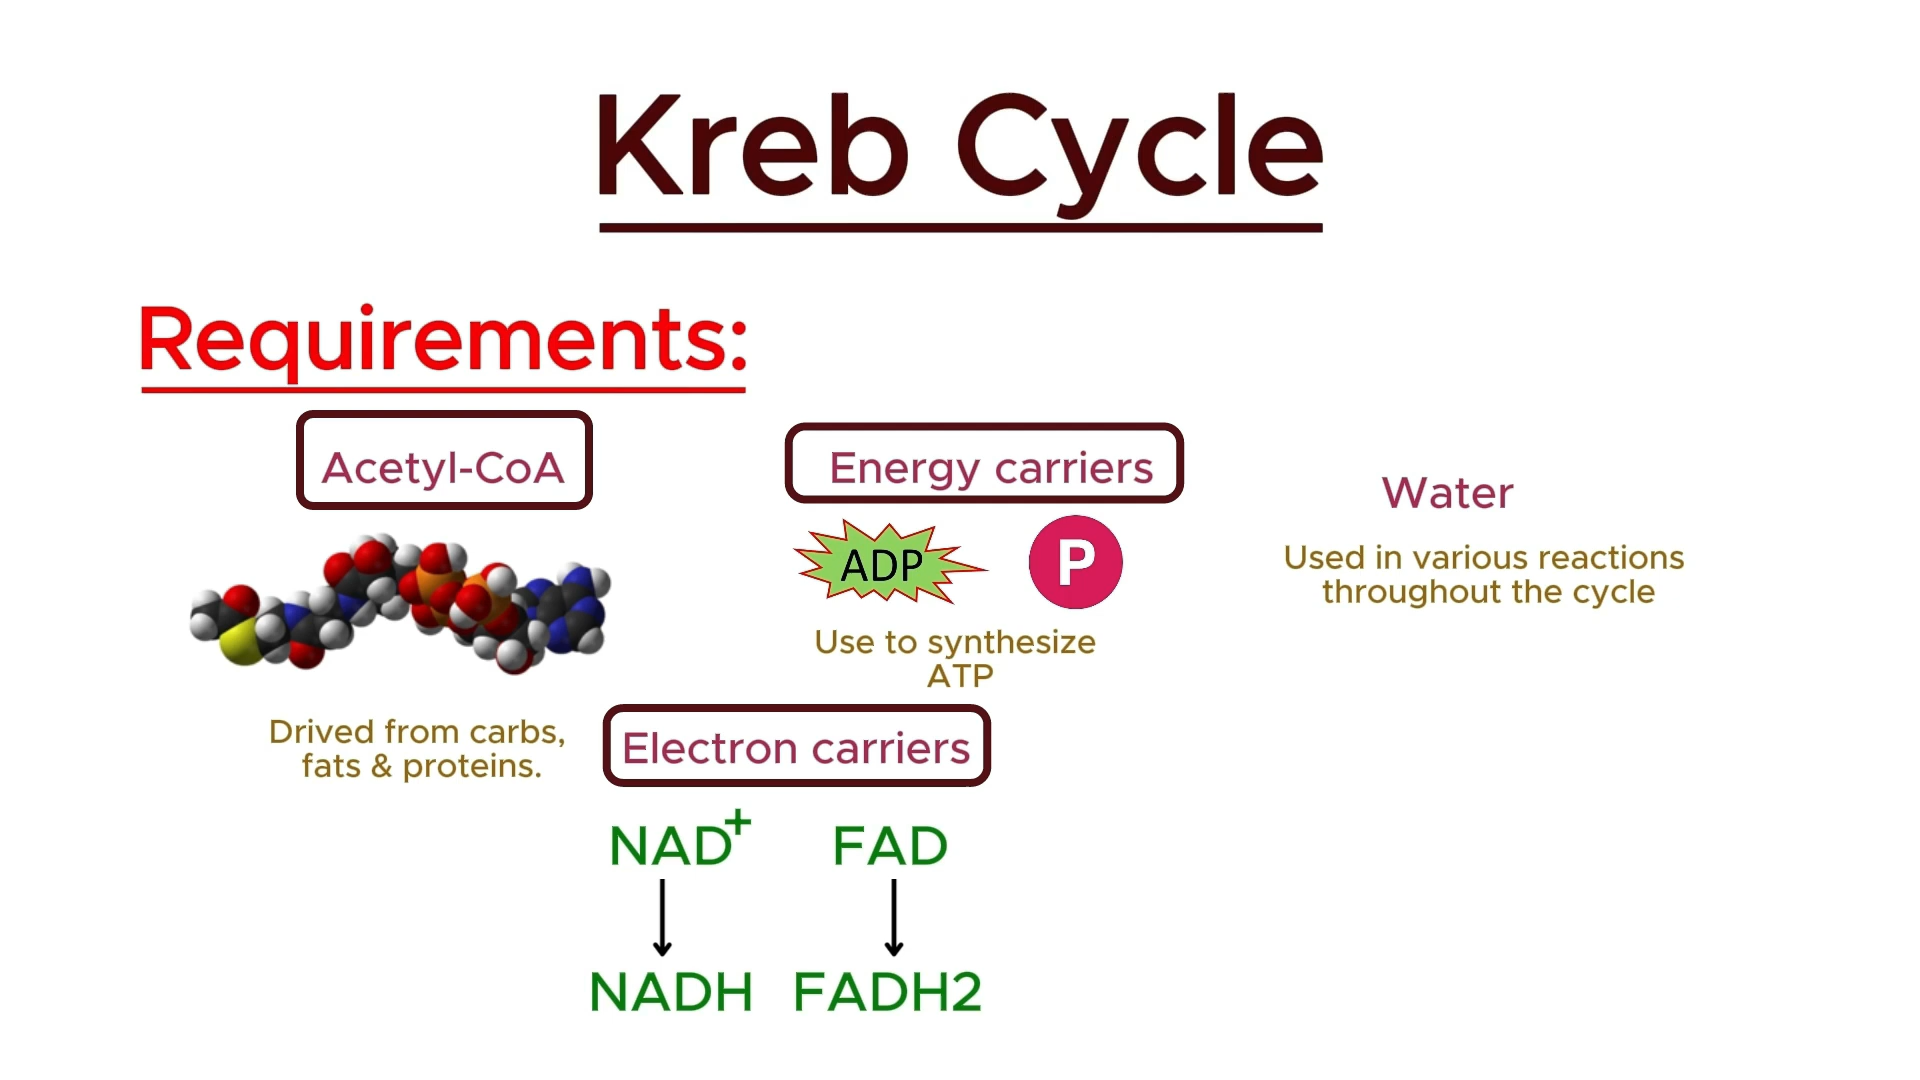 Kreb Cycle
Requirements:
Acetyl-CoA
Drived from carbs,
fats & proteins.
Energy carriers
ADP
P
Use to synthesize
ATP
Water
Used in various reactions
throughout the cycle
Electron carriers
NAD+
FAD
NADH
FADH2